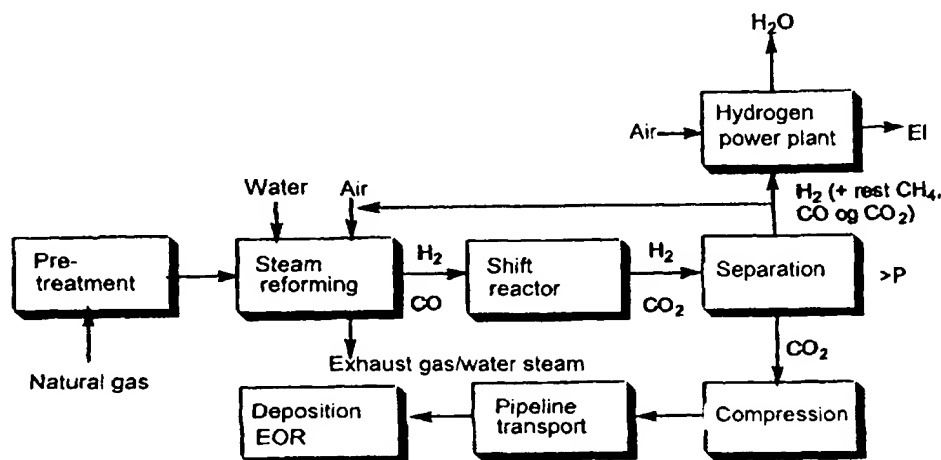 H₂O
Hydrogen
power plant
Air
El
Water
Air
H₂ (+ rest CH₄,
CO og CO₂)
Pre-
treatment
Steam
reforming
H₂
CO
Shift
reactor
H₂
CO₂
Separation
>P
Natural gas
Exhaust gas/water steam
CO₂
Deposition
EOR
Pipeline
transport
Compression